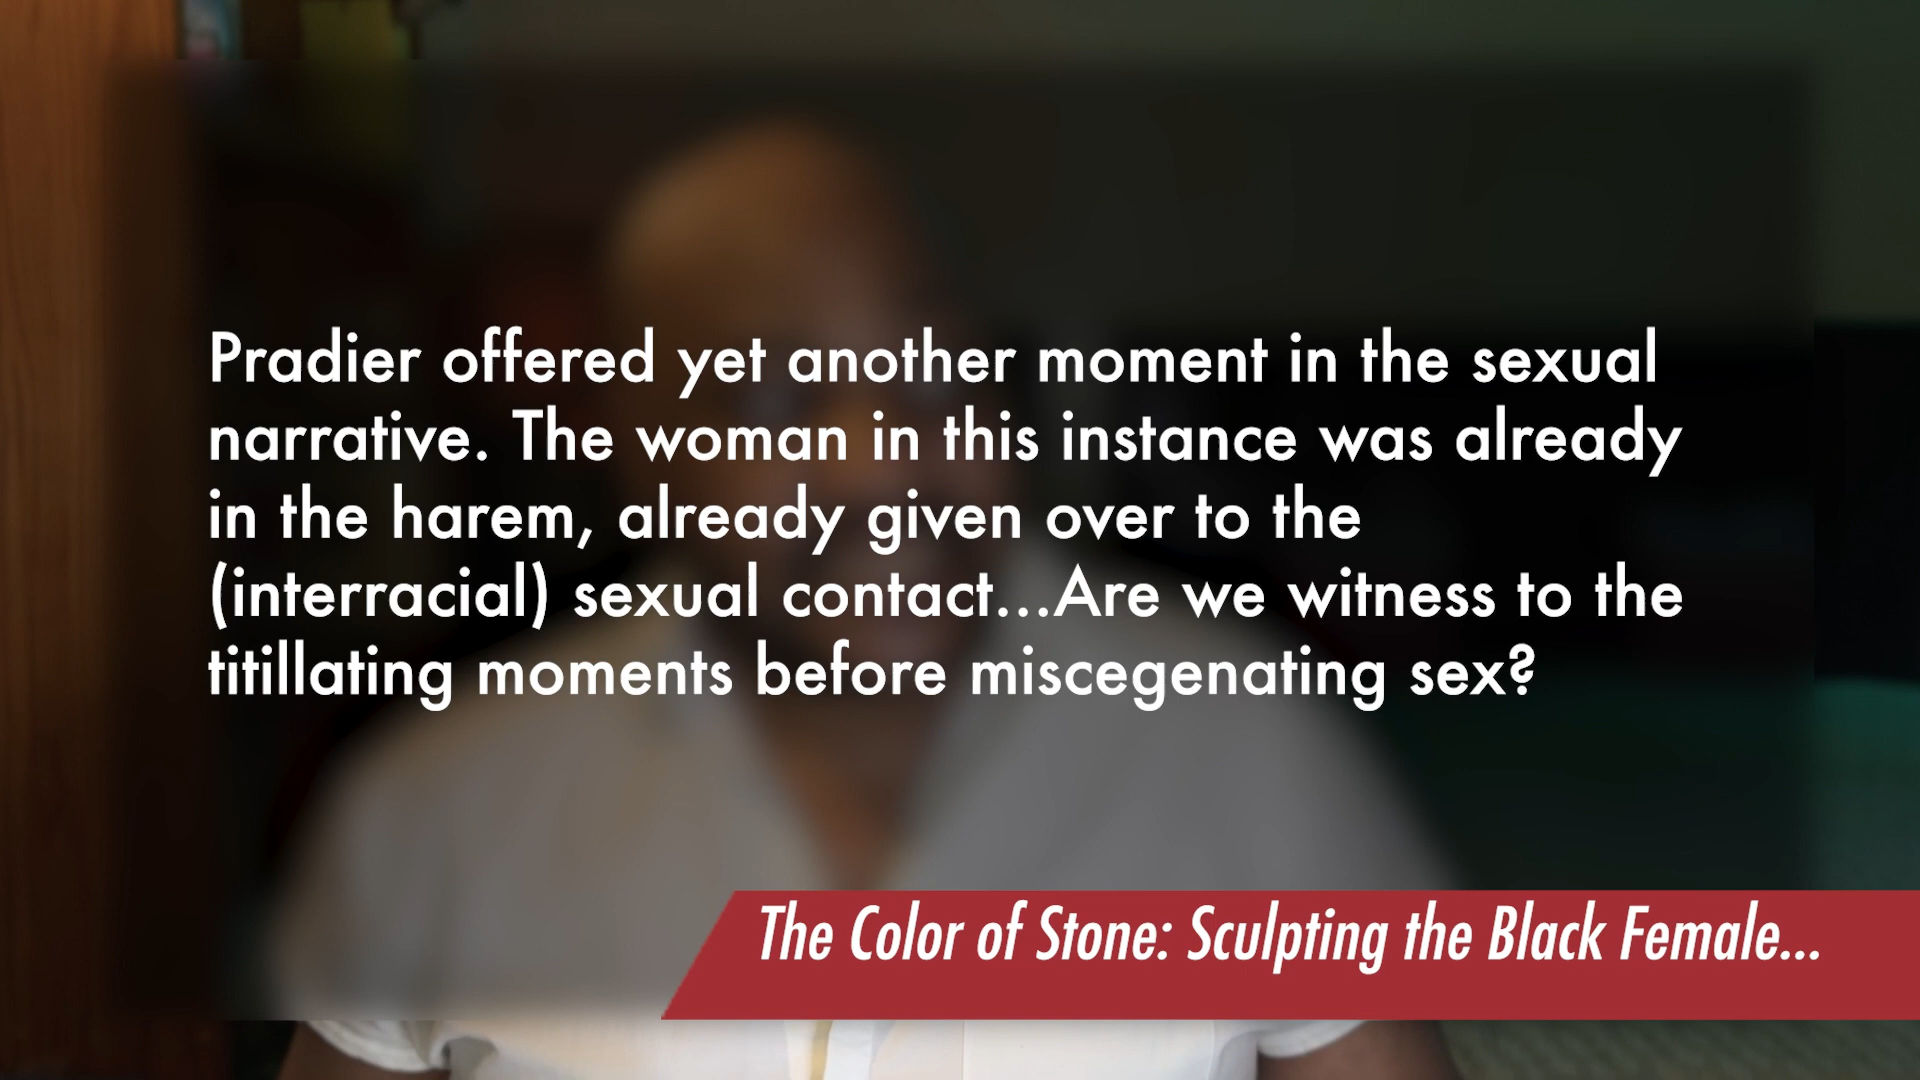 Pradier offered yet another moment in the sexual
narrative. The woman in this instance was already
in the harem, already given over to the
(interracial) sexual contact...Are we witness to the
titillating moments before miscegenating sex?
The Color of Stone: Sculpting the Black Female...